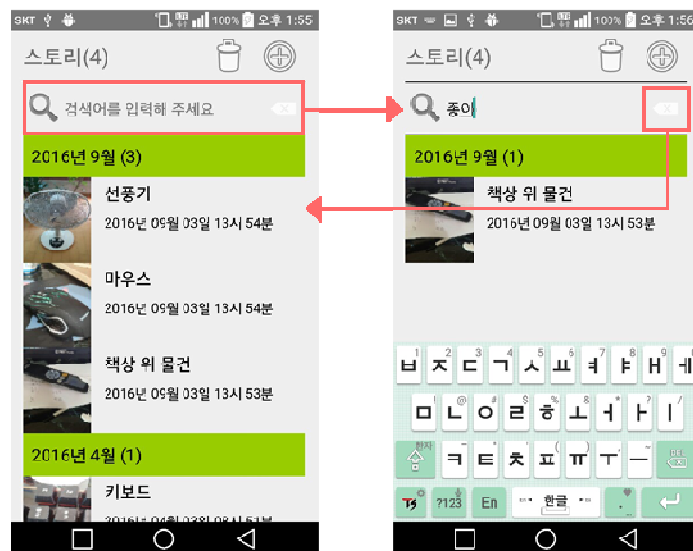 SKT 100% 오후 1:55
스토리(4)
검색어를 입력해 주세요
2016년 9월 (3)
선풍기
2016년 09월 03일 13시 54분
마우스
2016년 09월 03일 13시 54분
책상 위 물건
2016년 09월 03일 13시 53분
2016년 4월 (1)
키보드
SKT 100% 오후 1:56
스토리(4)
종이
2016년 9월 (1)
책상 위 물건
2016년 09월 03일 13시 53분
ㅂ ㅈ ㄷ ㄱ ㅅ ㅛ ㅕ ㅑ ㅐ ㅔ
ㅁ ㄴ ㅇ ㄹ ㅎ ㅗ ㅓ ㅏ ㅣ
한자 ㅋ ㅌ ㅊ ㅍ ㅠ ㅜ ㅡ DEL
?123 En 한글